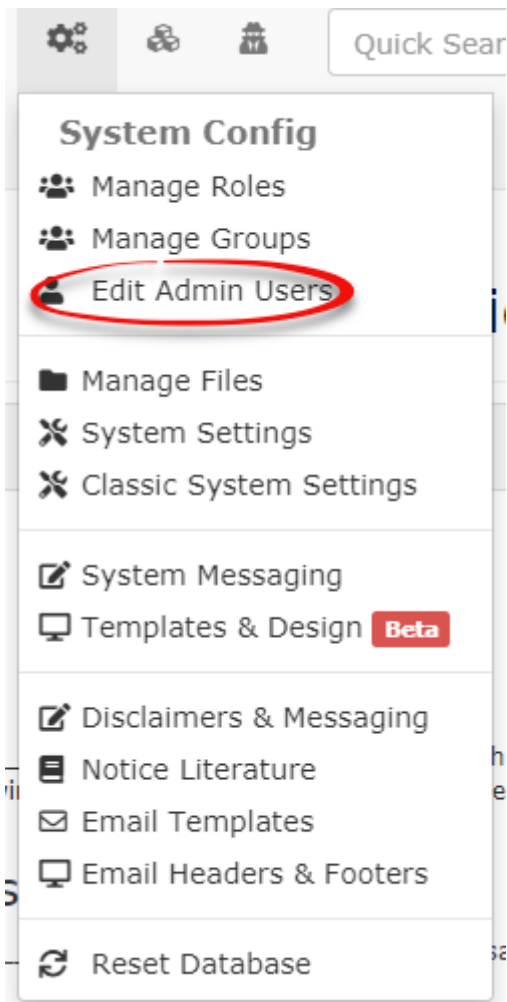 Quick Sear
System Config
Manage Roles
Manage Groups
Edit Admin Users
Manage Files
System Settings
Classic System Settings
System Messaging
Templates & Design Beta
Disclaimers & Messaging
Notice Literature
Email Templates
Email Headers & Footers
Reset Database